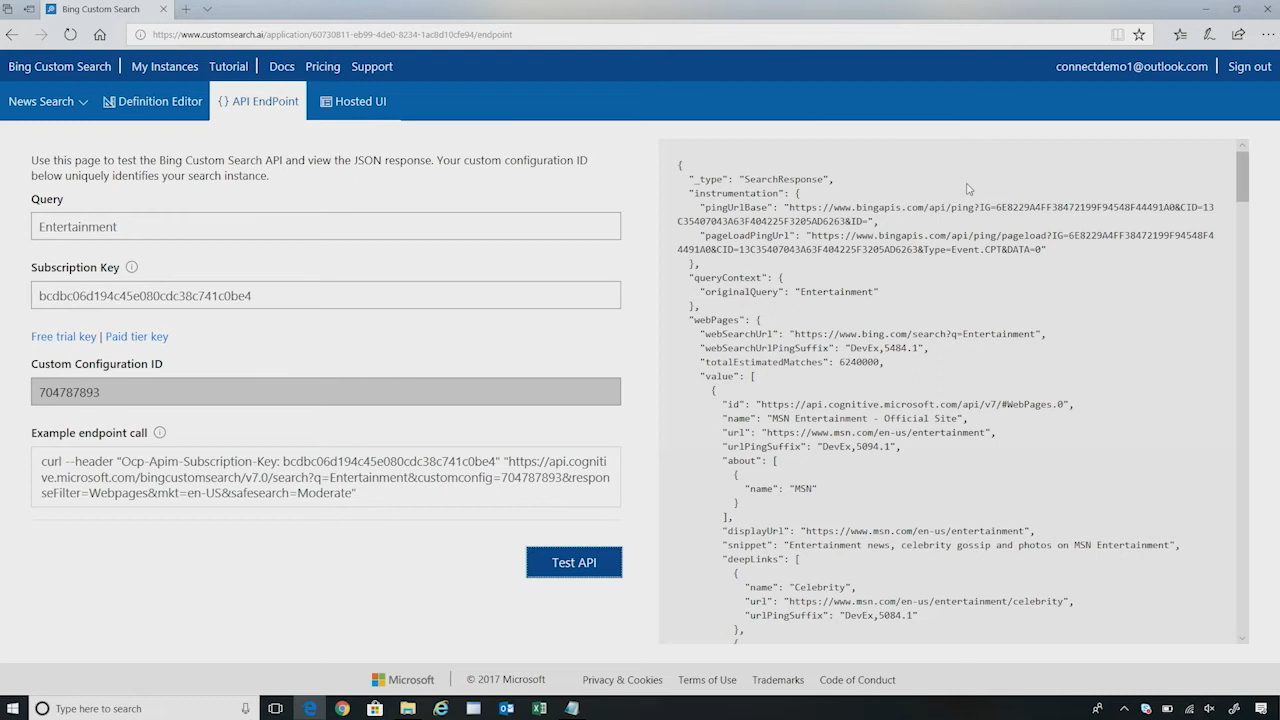 Bing Custom Search
https://www.customsearch.ai/application/60730811-eb99-4de0-8234-1ac8d10cfe94/endpoint
Bing Custom Search My Instances Tutorial Docs Pricing Support connectdemo1@outlook.com Sign out
News Search Definition Editor {} API EndPoint Hosted UI
Use this page to test the Bing Custom Search API and view the JSON response. Your custom configuration ID
below uniquely identifies your search instance.
Query
Entertainment
Subscription Key
bcdbc06d194c45e080cdc38c741c0be4
Free trial key | Paid tier key
Custom Configuration ID
704787893
Example endpoint call
curl --header "Ocp-Apim-Subscription-Key: bcdbc06d194c45e080cdc38c741c0be4" "https://api.cogniti
ve.microsoft.com/bingcustomsearch/v7.0/search?q=Entertainment&customconfig=704787893&respon
seFilter=Webpages&mkt=en-US&safesearch=Moderate"
Test API
{
"_type": "SearchResponse",
"instrumentation": {
"pingUrlBase": "https://www.bingapis.com/api/ping?IG=6E8229A4FF38472199F94548F44491A0&CID=13
C35407043A63F404225F3205AD6263&ID=",
"pageLoadPingUrl": "https://www.bingapis.com/api/ping/pageload?IG=6E8229A4FF38472199F94548F4
4491A0&CID=13C35407043A63F404225F3205AD6263&Type=Event.CPT&DATA=0"
},
"queryContext": {
"originalQuery": "Entertainment"
},
"webPages": {
"webSearchUrl": "https://www.bing.com/search?q=Entertainment",
"webSearchUrlPingSuffix": "DevEx,5484.1",
"totalEstimatedMatches": 6240000,
"value": [
{
"id": "https://api.cognitive.microsoft.com/api/v7/#WebPages.0",
"name": "MSN Entertainment - Official Site",
"url": "https://www.msn.com/en-us/entertainment",
"urlPingSuffix": "DevEx,5094.1",
"about": [
{
"name": "MSN"
}
],
"displayUrl": "https://www.msn.com/en-us/entertainment",
"snippet": "Entertainment news, celebrity gossip and photos on MSN Entertainment",
"deepLinks": [
{
"name": "Celebrity",
"url": "https://www.msn.com/en-us/entertainment/celebrity",
"urlPingSuffix": "DevEx,5084.1"
},
{
Microsoft © 2017 Microsoft Privacy & Cookies Terms of Use Trademarks Code of Conduct
Type here to search